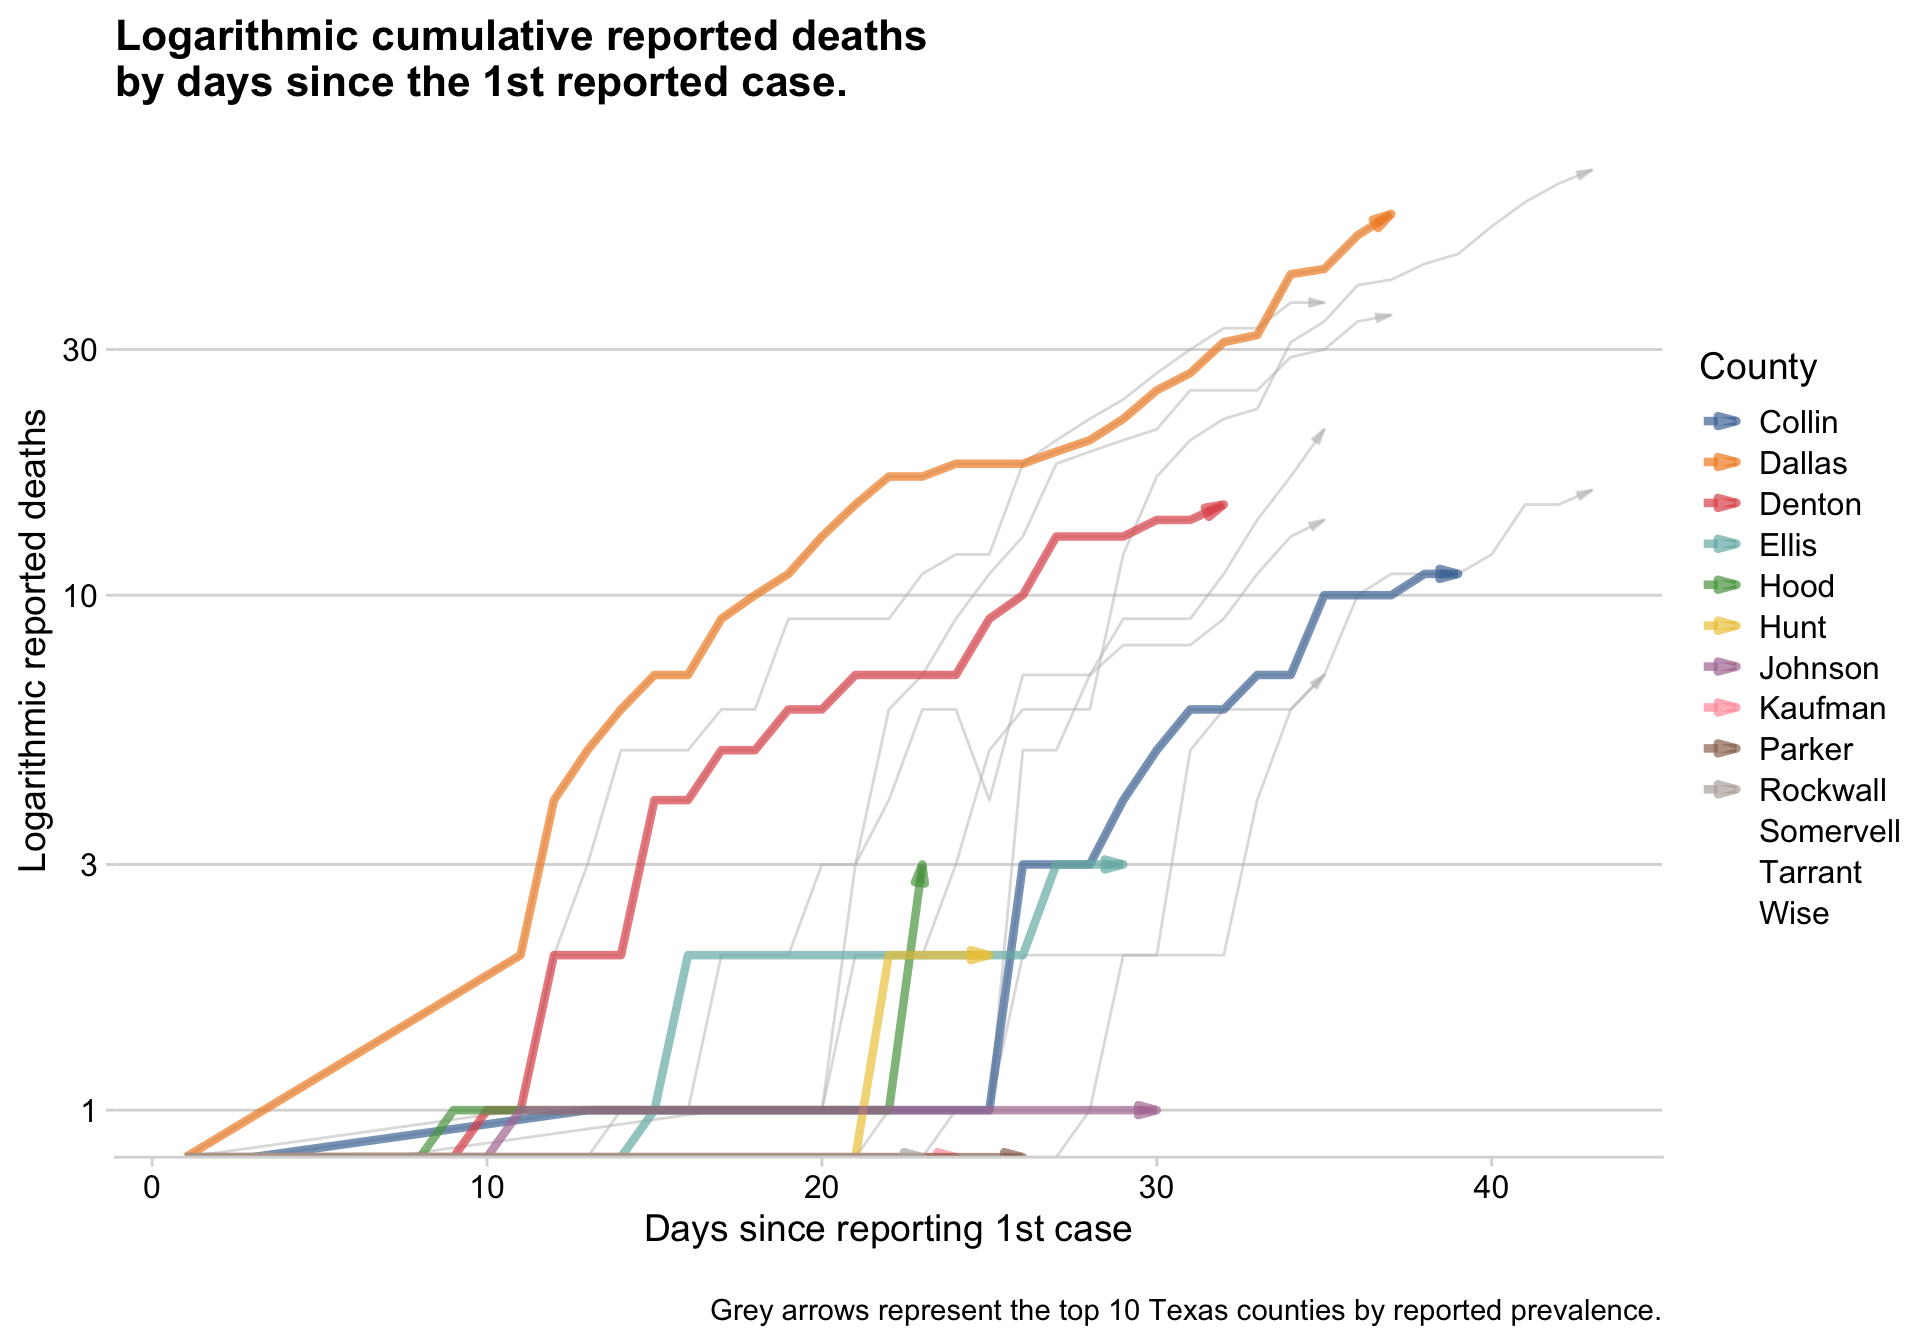 Logarithmic cumulative reported deaths
by days since the 1st reported case.
Logarithmic reported deaths
30
10
3
1
0
10
20
30
40
Days since reporting 1st case
County
Collin
Dallas
Denton
Ellis
Hood
Hunt
Johnson
Kaufman
Parker
Rockwall
Somervell
Tarrant
Wise
Grey arrows represent the top 10 Texas counties by reported prevalence.